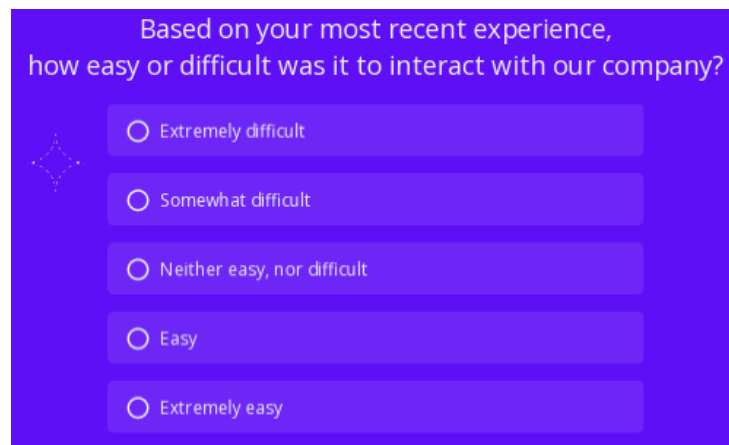 Based on your most recent experience,
how easy or difficult was it to interact with our company?
Extremely difficult
Somewhat difficult
Neither easy, nor difficult
Easy
Extremely easy